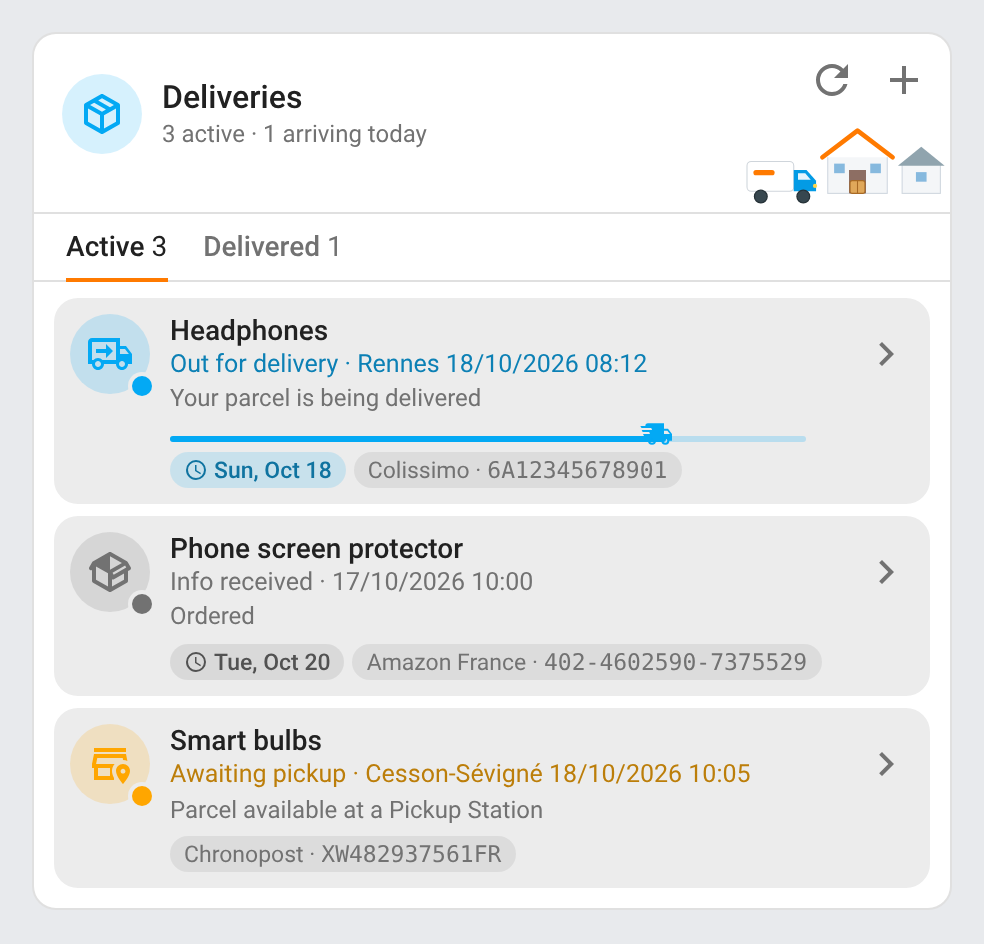 Deliveries
3 active · 1 arriving today
Active 3
Delivered 1
Headphones
Out for delivery · Rennes 18/10/2026 08:12
Your parcel is being delivered
Sun, Oct 18
Colissimo · 6A12345678901
Phone screen protector
Info received · 17/10/2026 10:00
Ordered
Tue, Oct 20
Amazon France · 402-4602590-7375529
Smart bulbs
Awaiting pickup · Cesson-Sévigné 18/10/2026 10:05
Parcel available at a Pickup Station
Chronopost · XW482937561FR